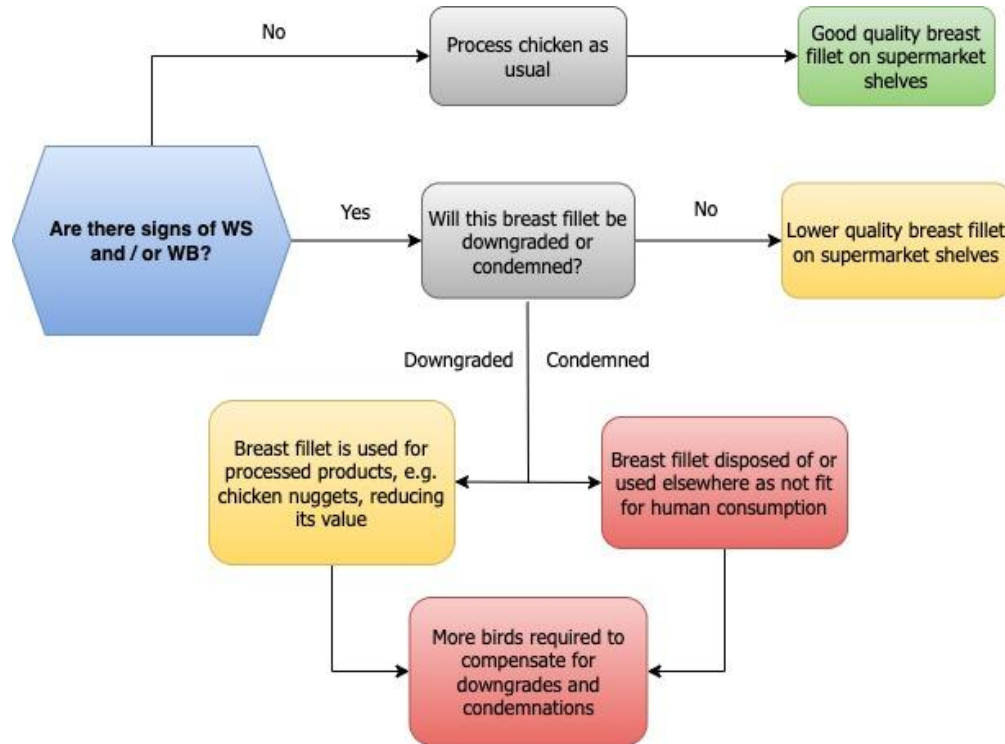 No
Process chicken as
usual
Good quality breast
fillet on supermarket
shelves
Are there signs of WS
and / or WB?
Yes
Will this breast fillet be
downgraded or
condemned?
No
Lower quality breast fillet
on supermarket shelves
Downgraded
Condemned
Breast fillet is used for
processed products, e.g.
chicken nuggets, reducing
its value
Breast fillet disposed of or
used elsewhere as not fit
for human consumption
More birds required to
compensate for
downgrades and
condemnations